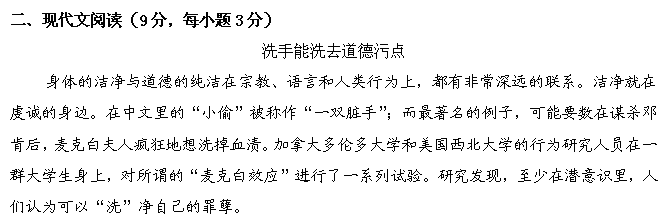 二、现代文阅读（9分，每小题3分）
洗手能洗去道德污点
身体的洁净与道德的纯洁在宗教、语言和人类行为上，都有非常深远的联系。洁净就在
虔诚的身边。在中文里的“小偷”被称作“一双脏手”；而最著名的例子，可能要数在谋杀邓
肯后，麦克白夫人疯狂地想洗掉血渍。加拿大多伦多大学和美国西北大学的行为研究人员在一
群大学生身上，对所谓的“麦克白效应”进行了一系列试验。研究发现，至少在潜意识里，人
们认为可以“洗”净自己的罪孽。